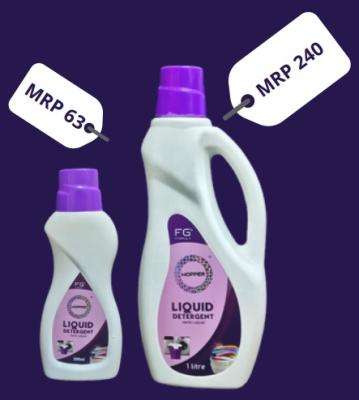 MRP 63
MRP 240
FG
HOPPER
LIQUID
DETERGENT
1 litre
FG
HOPPER
LIQUID
DETERGENT